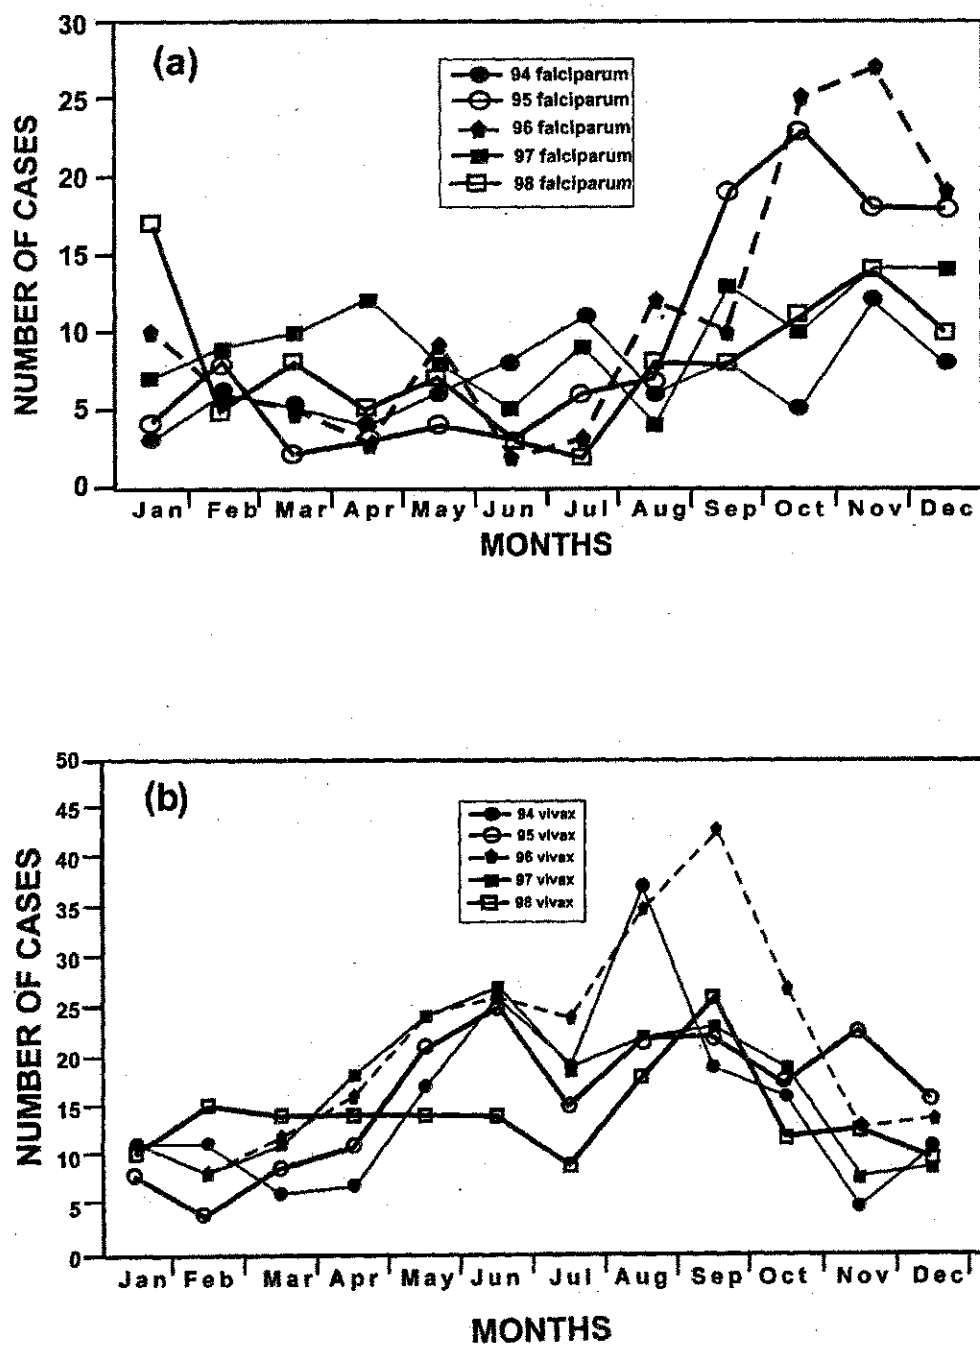 30
(a)
94 falciparum
25
95 falciparum
96 falciparum
97 falciparum
20
98 falciparum
15
10
5
0
NUMBER OF CASES
Jan Feb Mar Apr May Jun Jul Aug Sep Oct Nov Dec
MONTHS
50
(b)
94 vivax
45
95 vivax
96 vivax
40
97 vivax
98 vivax
35
30
25
20
15
10
5
0
NUMBER OF CASES
Jan Feb Mar Apr May Jun Jul Aug Sep Oct Nov Dec
MONTHS